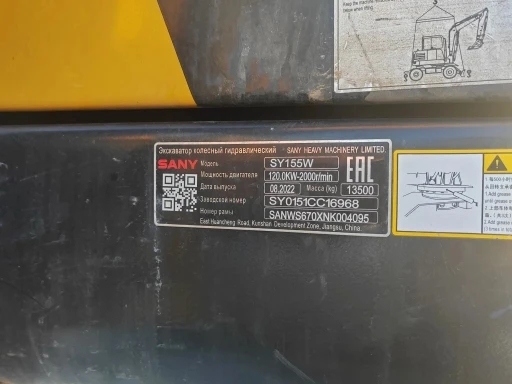 when lifting.
Экскаватор колесный гидравлический - SANY HEAVY MACHINERY LIMITED
SANY Модель SY155W
Мощность двигателя 120.0KW-2000r/min
Дата выпуска 08.2022 Масса (kg) 13500
Заводской номер SY0151CC16968
Номер рамы SANWS670XNK004095
East Huancheng Road, Kunshan Development Zone, Jiangsu, China
EAC